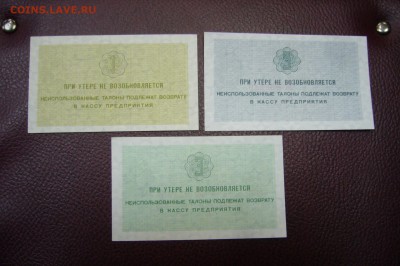 COINS.LAVE.RU
ПРИ УТЕРЕ НЕ ВОЗОБНОВЛЯЕТСЯ
НЕИСПОЛЬЗОВАННЫЕ ТАЛОНЫ ПОДЛЕЖАТ ВОЗВРАТУ
В КАССУ ПРЕДПРИЯТИЯ
ПРИ УТЕРЕ НЕ ВОЗОБНОВЛЯЕТСЯ
НЕИСПОЛЬЗОВАННЫЕ ТАЛОНЫ ПОДЛЕЖАТ ВОЗВРАТУ
В КАССУ ПРЕДПРИЯТИЯ
ПРИ УТЕРЕ НЕ ВОЗОБНОВЛЯЕТСЯ
НЕИСПОЛЬЗОВАННЫЕ ТАЛОНЫ ПОДЛЕЖАТ ВОЗВРАТУ
В КАССУ ПРЕДПРИЯТИЯ